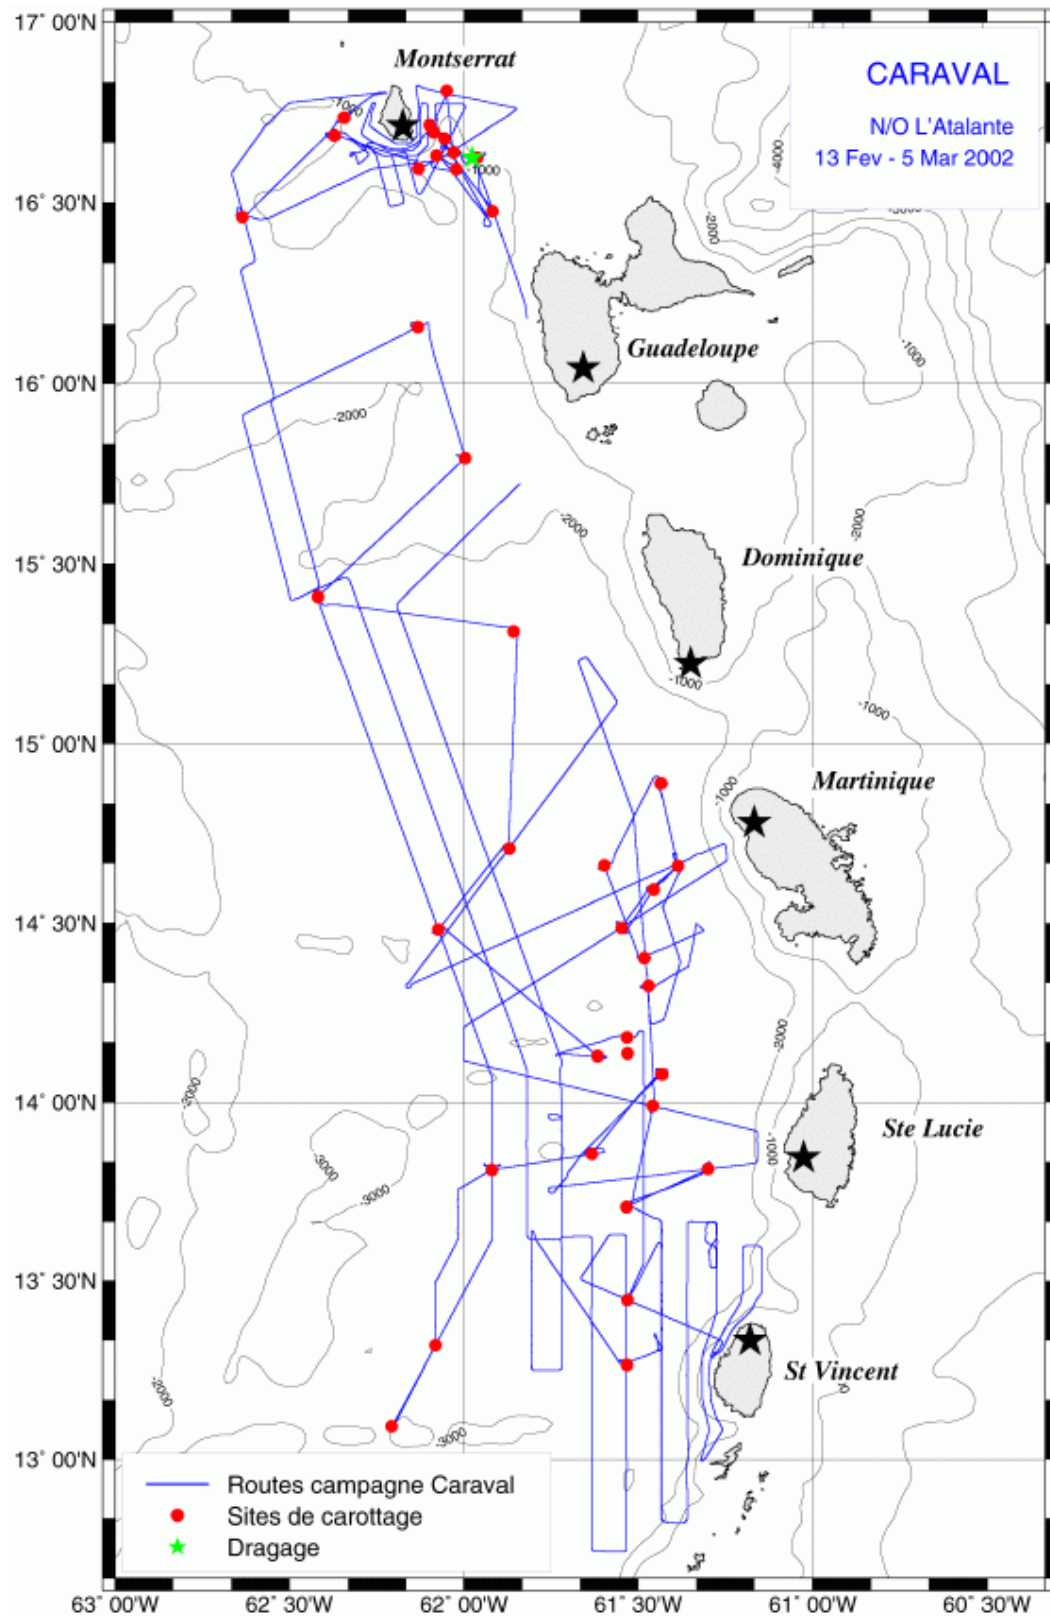 17° 00'N
Montserrat
CARAVAL
N/O L'Atalante
13 Fev - 5 Mar 2002
-1000
-4000
-1000
16° 30'N
-2000
Guadeloupe
-1000
16° 00'N
-2000
-2000
-2000
15° 30'N
Dominique
-1000
-1000
15° 00'N
Martinique
-1000
14° 30'N
-2000
-2000
14° 00'N
Ste Lucie
-1000
-3000
-3000
13° 30'N
St Vincent
-2000
-3000
13° 00'N
Routes campagne Caraval
Sites de carottage
Dragage
63° 00'W
62° 30'W
62° 00'W
61° 30'W
61° 00'W
60° 30'W